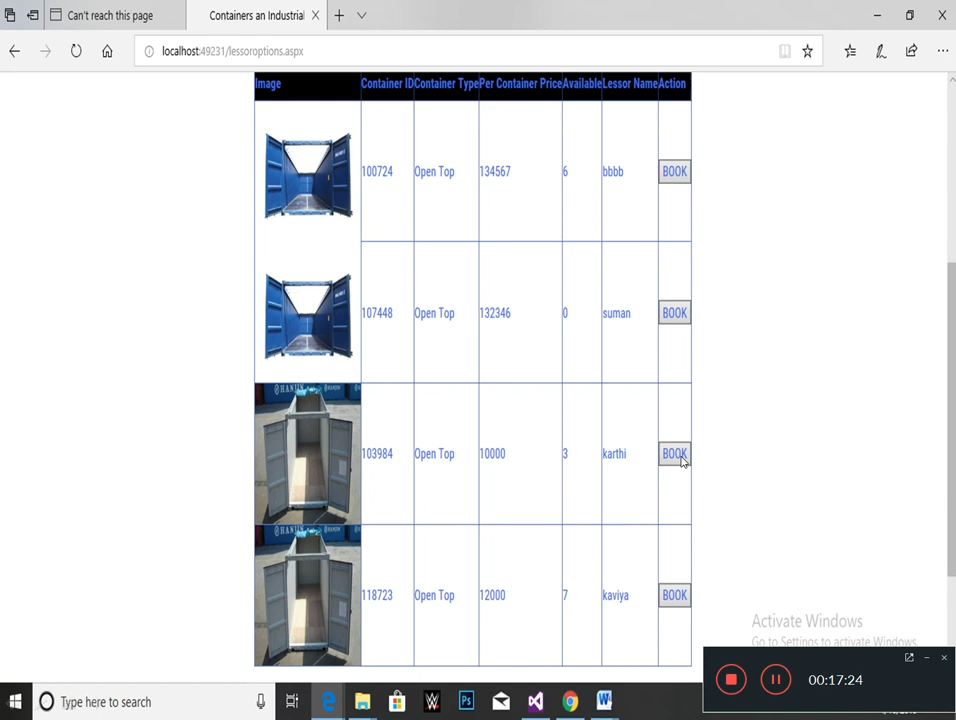 Can't reach this page
Containers an Industrial
localhost:49231/lessoroptions.aspx
Image Container ID Container Type Per Container Price Available Lessor Name Action
100724 Open Top 134567 6 bbbb BOOK
107448 Open Top 132346 0 suman BOOK
103984 Open Top 10000 3 karthi BOOK
118723 Open Top 12000 7 kaviya BOOK
Activate Windows
Go to Settings to activate Windows.
00:17:24
Type here to search